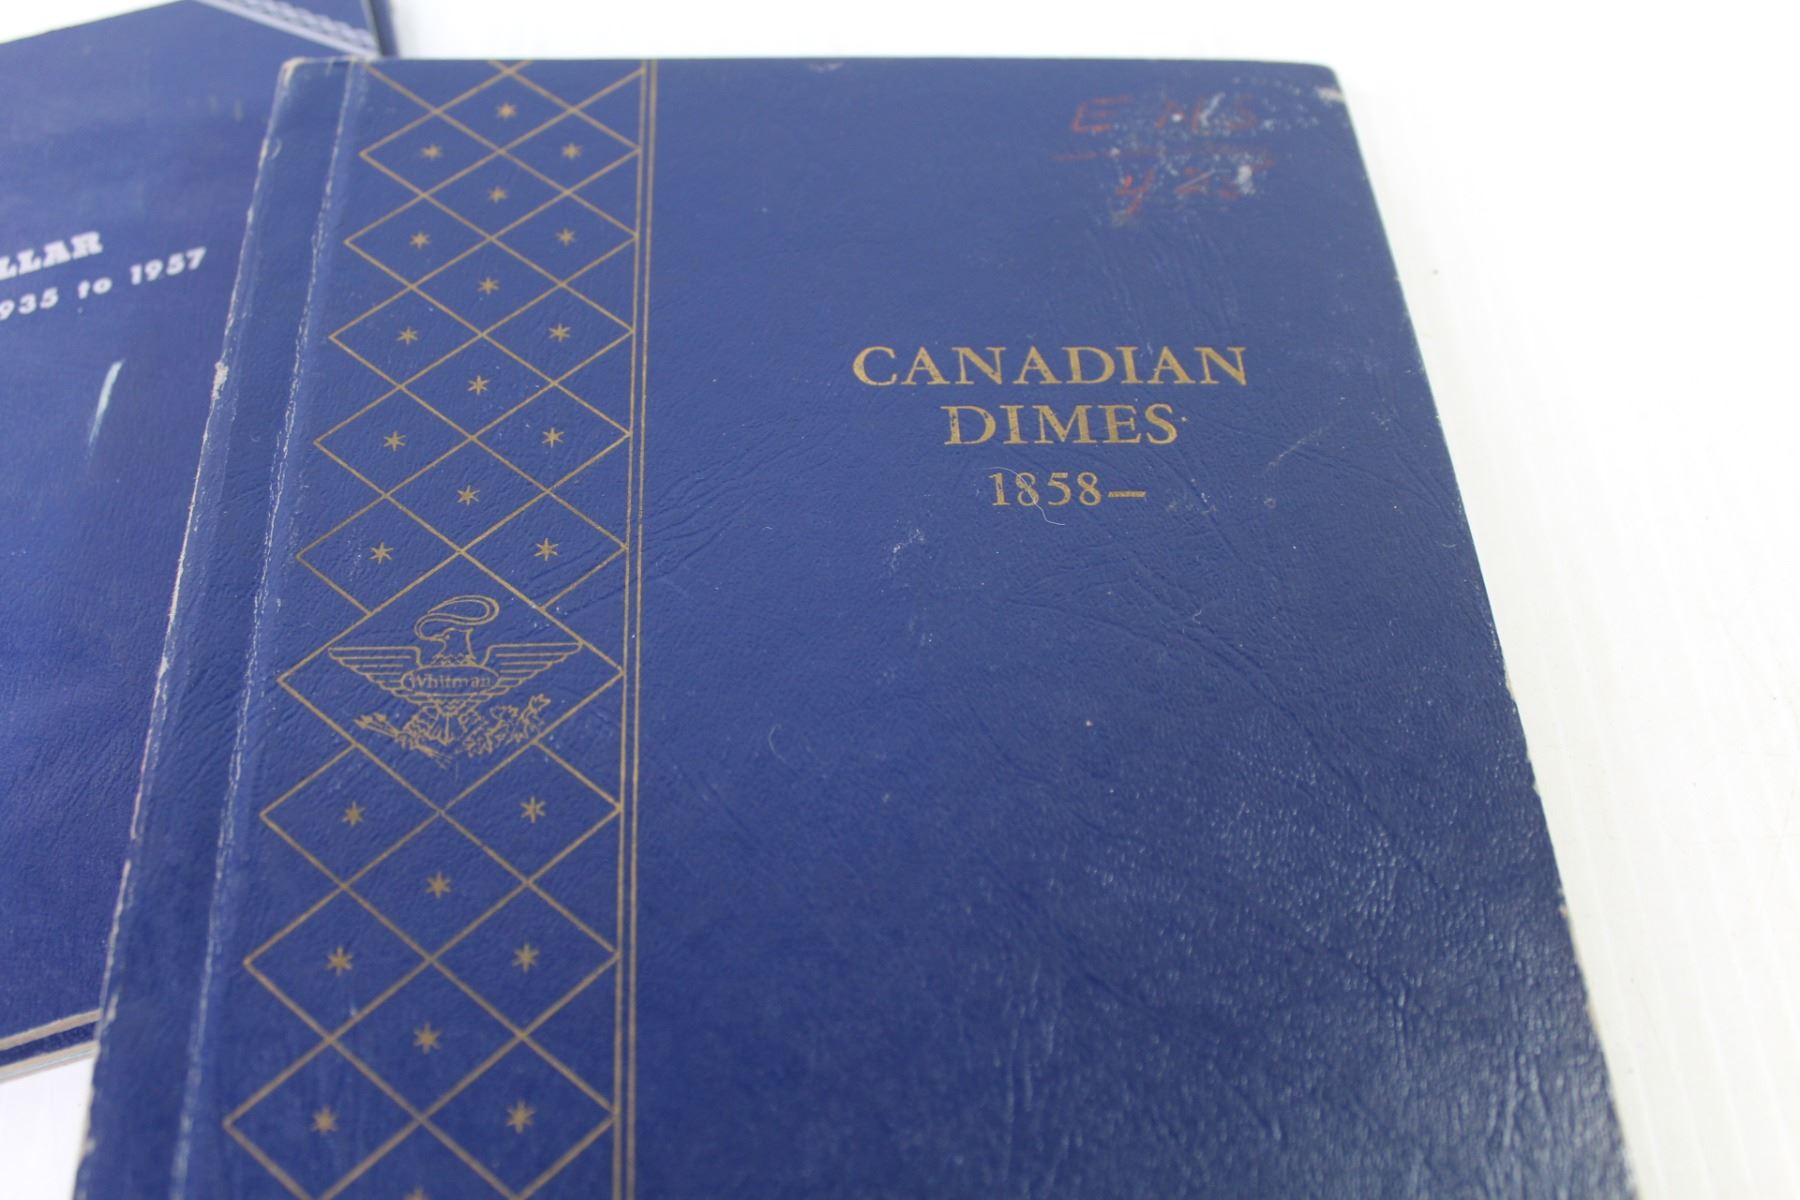 LLAR
935 to 1957
CANADIAN
DIMES
1858—
Whitman